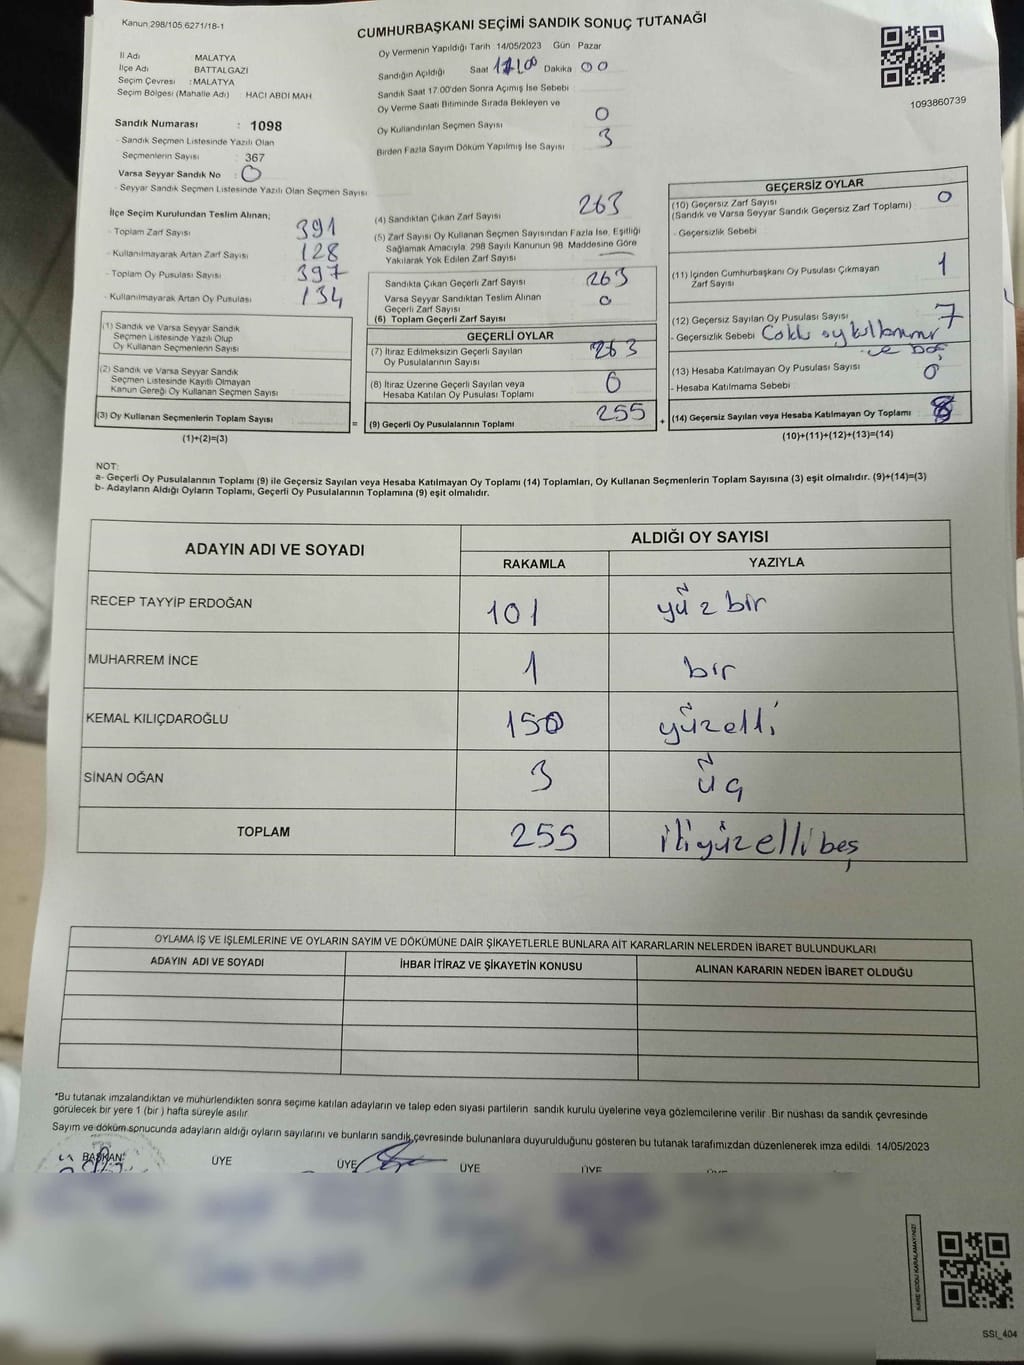 Kanun 298/105 6271/18-1
CUMHURBAŞKANI SEÇİMİ SANDIK SONUÇ TUTANAĞI
İl Adı MALATYA
İlçe Adı BATTALGAZİ
Seçim Çevresi : MALATYA
Seçim Bölgesi (Mahalle Adı) : HACI ABDİ MAH
Sandık Numarası : 1098
- Sandık Seçmen Listesinde Yazılı Olan
Seçmenlerin Sayısı 367
Varsa Seyyar Sandık No : 0
- Seyyar Sandık Seçmen Listesinde Yazılı Olan Seçmen Sayısı
Oy Vermenin Yapıldığı Tarih : 14/05/2023 Gün : Pazar
Sandığın Açıldığı Saat Dakika 00
Sandık Saat 17:00'den Sonra Açımış İse Sebebi
Oy Verme Saati Bitiminde Sırada Bekleyen ve
Oy Kullandırılan Seçmen Sayısı 0
Birden Fazla Sayım Döküm Yapılmış İse Sayısı 3
1093860739
İlçe Seçim Kurulundan Teslim Alınan;
- Toplam Zarf Sayısı 391
- Kullanılmayarak Artan Zarf Sayısı 128
- Toplam Oy Pusulası Sayısı 397
- Kullanılmayarak Artan Oy Pusulası : 134
(1) Sandık ve Varsa Seyyar Sandık
Seçmen Listesinde Yazılı Olup
Oy Kullanan Seçmenlerin Sayısı
(2) Sandık ve Varsa Seyyar Sandık
Seçmen Listesinde Kayıtlı Olmayan
Kanun Gereği Oy Kullanan Seçmen Sayısı
(3) Oy Kullanan Seçmenlerin Toplam Sayısı
(1)+(2)=(3)
(4) Sandıktan Çıkan Zarf Sayısı 263
(5) Zarf Sayısı Oy Kullanan Seçmen Sayısından Fazla İse, Eşitliği
Sağlamak Amacıyla, 298 Sayılı Kanunun 98. Maddesine Göre
Yakılarak Yok Edilen Zarf Sayısı
Sandıkta Çıkan Geçerli Zarf Sayısı 263
Varsa Seyyar Sandıktan Teslim Alınan
Geçerli Zarf Sayısı 0
(6) Toplam Geçerli Zarf Sayısı
GEÇERLİ OYLAR
(7) İtiraz Edilmeksizin Geçerli Sayılan
Oy Pusulalarının Sayısı 263
(8) İtiraz Üzerine Geçerli Sayılan veya
Hesaba Katılan Oy Pusulası Toplamı 0
= (9) Geçerli Oy Pusulalarının Toplamı 255
GEÇERSİZ OYLAR
(10) Geçersiz Zarf Sayısı
(Sandık ve Varsa Seyyar Sandık Geçersiz Zarf Toplamı) 0
- Geçersizlik Sebebi :
(11) İçinden Cumhurbaşkanı Oy Pusulası Çıkmayan
Zarf Sayısı 1
(12) Geçersiz Sayılan Oy Pusulası Sayısı 7
- Geçersizlik Sebebi
(13) Hesaba Katılmayan Oy Pusulası Sayısı 0
- Hesaba Katılmama Sebebi :
+ (14) Geçersiz Sayılan veya Hesaba Katılmayan Oy Toplamı 8
(10)+(11)+(12)+(13)=(14)
NOT:
a- Geçerli Oy Pusulalarının Toplamı (9) ile Geçersiz Sayılan veya Hesaba Katılmayan Oy Toplamı (14) Toplamları, Oy Kullanan Seçmenlerin Toplam Sayısına (3) eşit olmalıdır. (9)+(14)=(3)
b- Adayların Aldığı Oyların Toplamı, Geçerli Oy Pusulalarının Toplamına (9) eşit olmalıdır.
ADAYIN ADI VE SOYADI ALDIĞI OY SAYISI
RAKAMLA YAZIYLA
RECEP TAYYİP ERDOĞAN 101 yüz bir
MUHARREM İNCE 1 bir
KEMAL KILIÇDAROĞLU 150 yüzelli
SİNAN OĞAN 3 üç
TOPLAM 255 ikiyüzellibeş
OYLAMA İŞ VE İŞLEMLERİNE VE OYLARIN SAYIM VE DÖKÜMÜNE DAİR ŞİKAYETLERLE BUNLARA AİT KARARLARIN NELERDEN İBARET BULUNDUKLARI
ADAYIN ADI VE SOYADI İHBAR İTİRAZ VE ŞİKAYETİN KONUSU ALINAN KARARIN NEDEN İBARET OLDUĞU
*Bu tutanak imzalandıktan ve mühürlendikten sonra seçime katılan adayların ve talep eden siyasi partilerin sandık kurulu üyelerine veya gözlemcilerine verilir. Bir nüshası da sandık çevresinde
görülecek bir yere 1 (bir ) hafta süreyle asılır.
Sayım ve döküm sonucunda adayların aldığı oyların sayılarını ve bunların sandık çevresinde bulunanlara duyurulduğunu gösteren bu tutanak tarafımızdan düzenlenerek imza edildi. 14/05/2023
BAŞKAN ÜYE ÜYE ÜYE ÜYE
KARE KODU KARALAMAYINIZ!
SSI_404